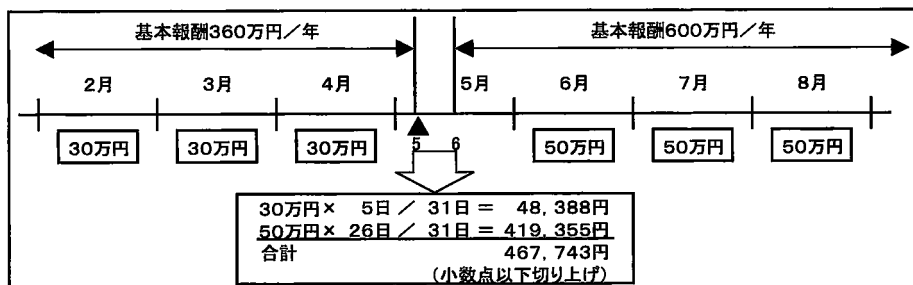 基本報酬360万円／年 基本報酬600万円／年
2月 3月 4月 5月 6月 7月 8月
30万円 30万円 30万円 50万円 50万円 50万円
5 6
30万円× 5日 ／ 31日 ＝ 48,388円
50万円× 26日 ／ 31日 ＝ 419,355円
合計 467,743円
(小数点以下切り上げ)